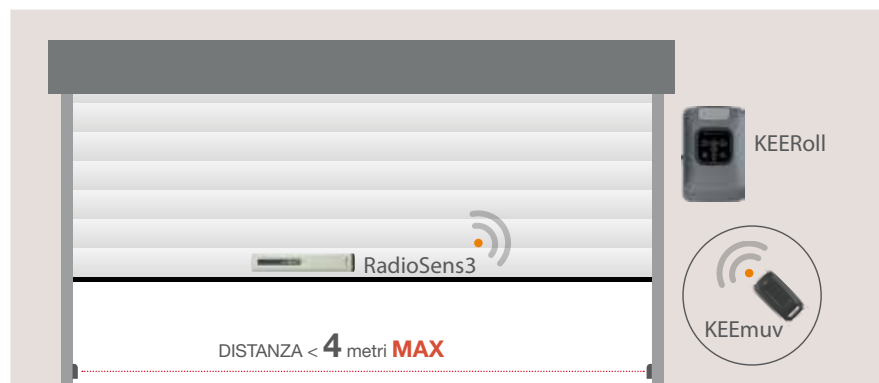 KEERoll
RadioSens3
KEEmuv
DISTANZA < 4 metri MAX